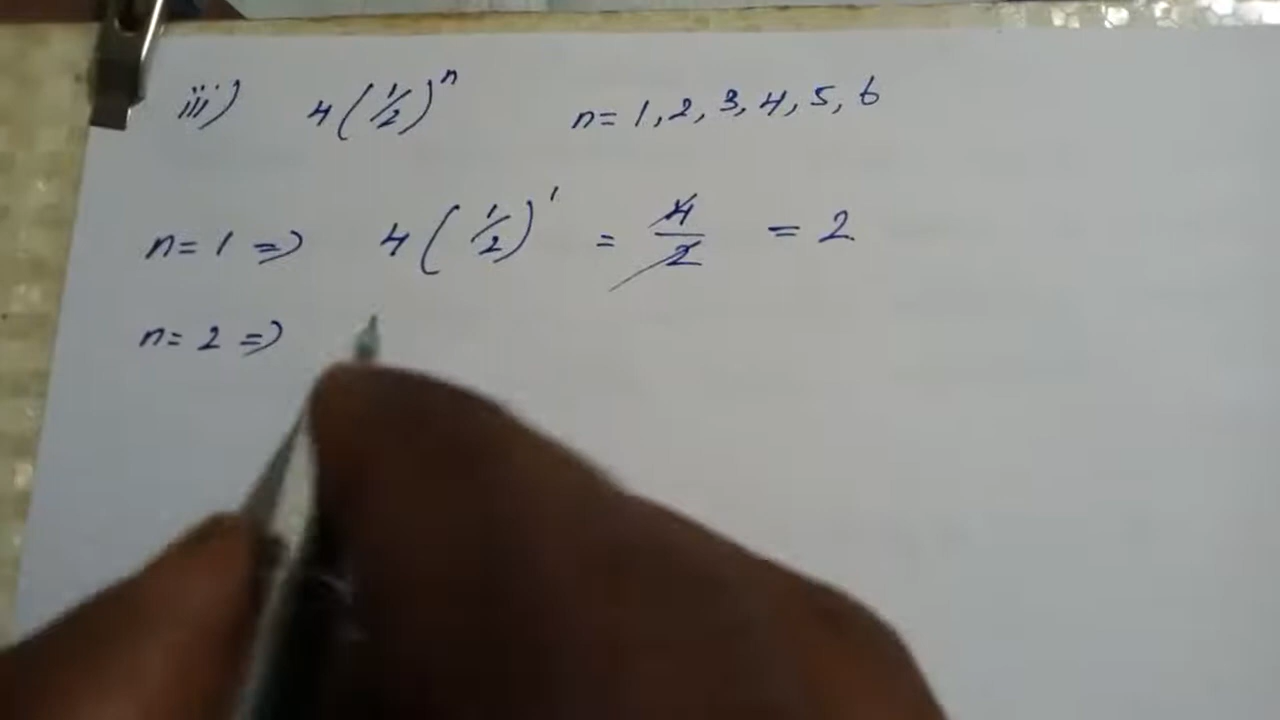 iii) 4(1/2)^n n= 1, 2, 3, 4, 5, 6
n= 1 => 4(1/2)^1 = 4/2 = 2
n= 2 =>